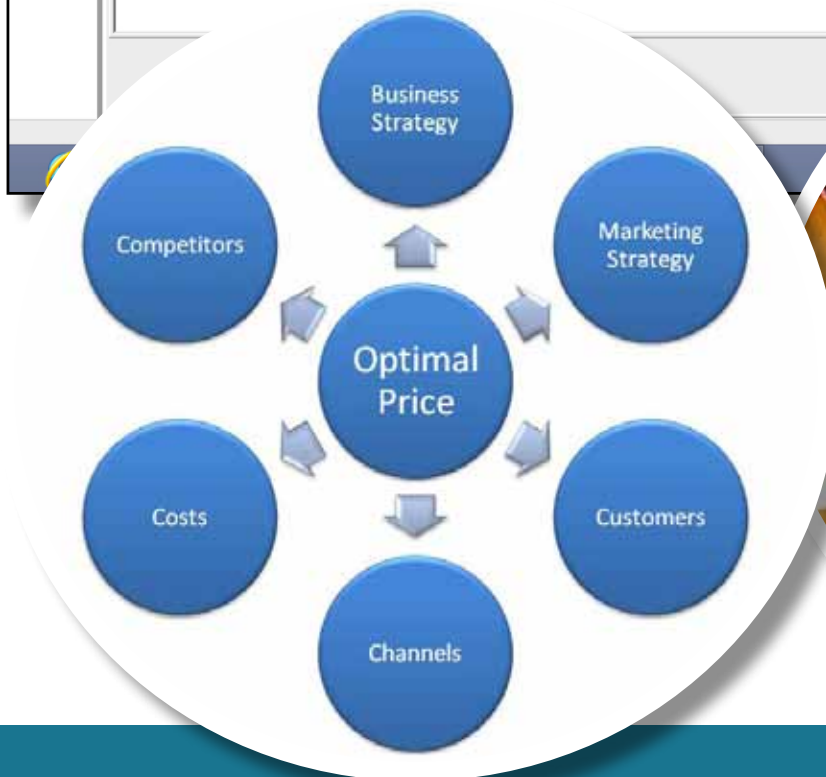 Business
Strategy
Marketing
Strategy
Customers
Channels
Costs
Competitors
Optimal
Price